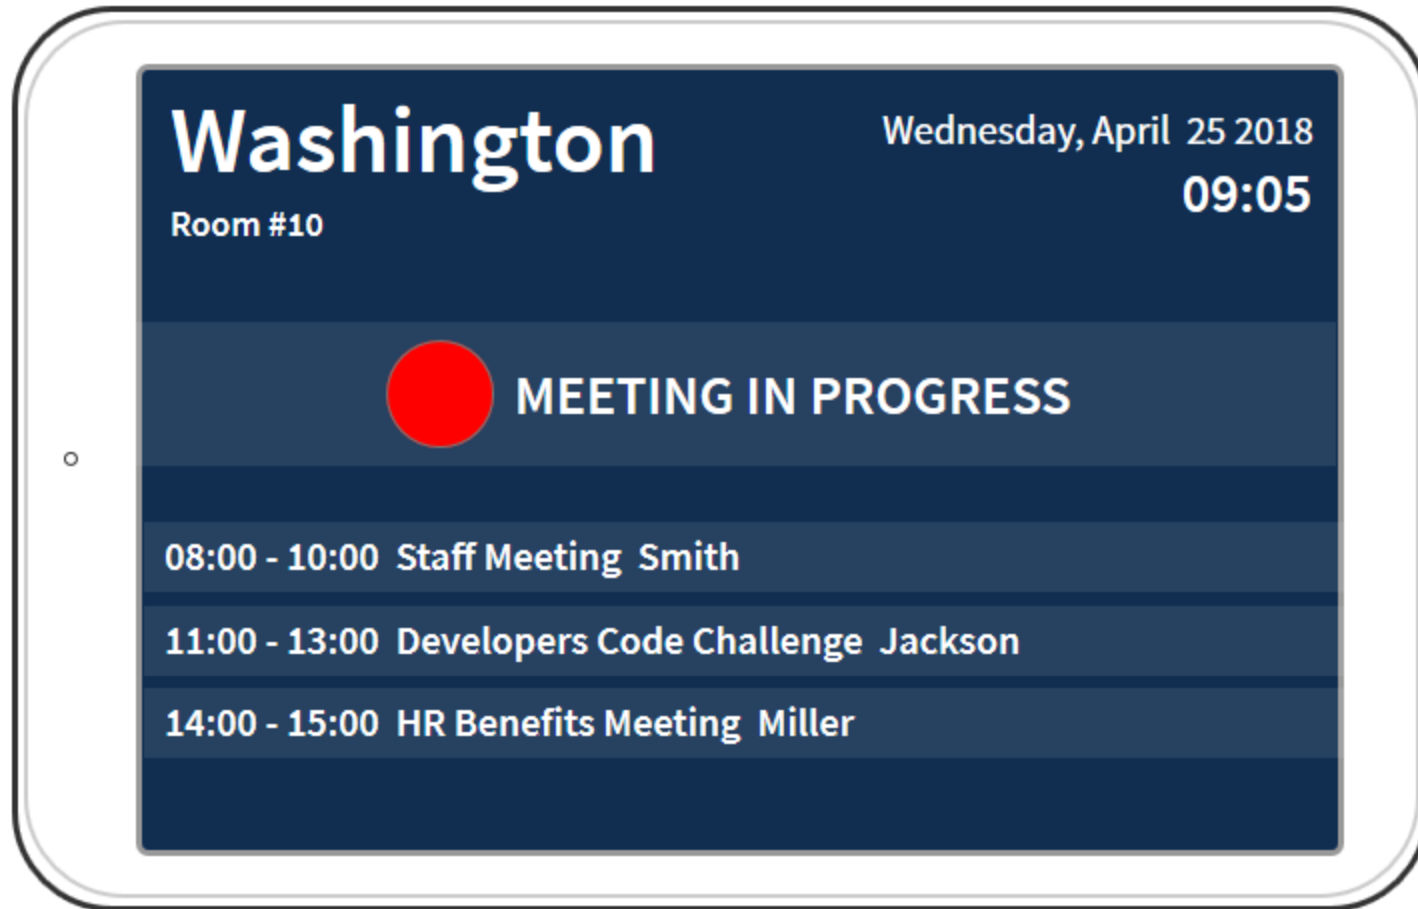 Washington
Wednesday, April 25 2018
09:05
Room #10
MEETING IN PROGRESS
08:00 - 10:00 Staff Meeting Smith
11:00 - 13:00 Developers Code Challenge Jackson
14:00 - 15:00 HR Benefits Meeting Miller